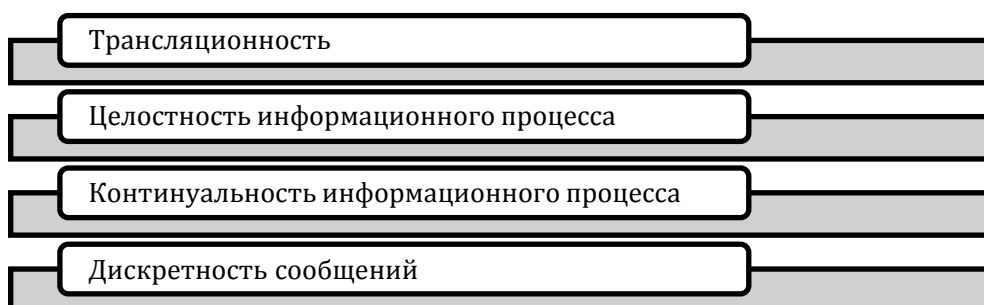 Трансляционность
Целостность информационного процесса
Континуальность информационного процесса
Дискретность сообщений